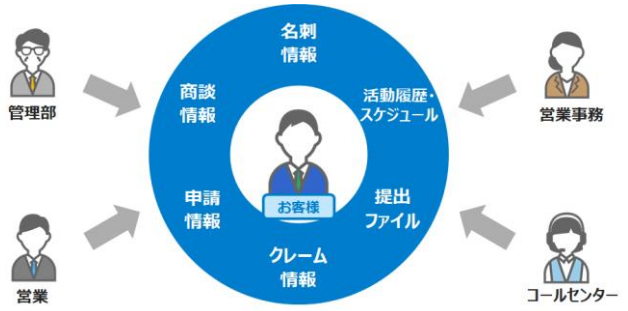 名刺
情報
商談
情報
活動履歴・
スケジュール
管理部
営業事務
お客様
申請
情報
提出
ファイル
クレーム
情報
営業
コールセンター